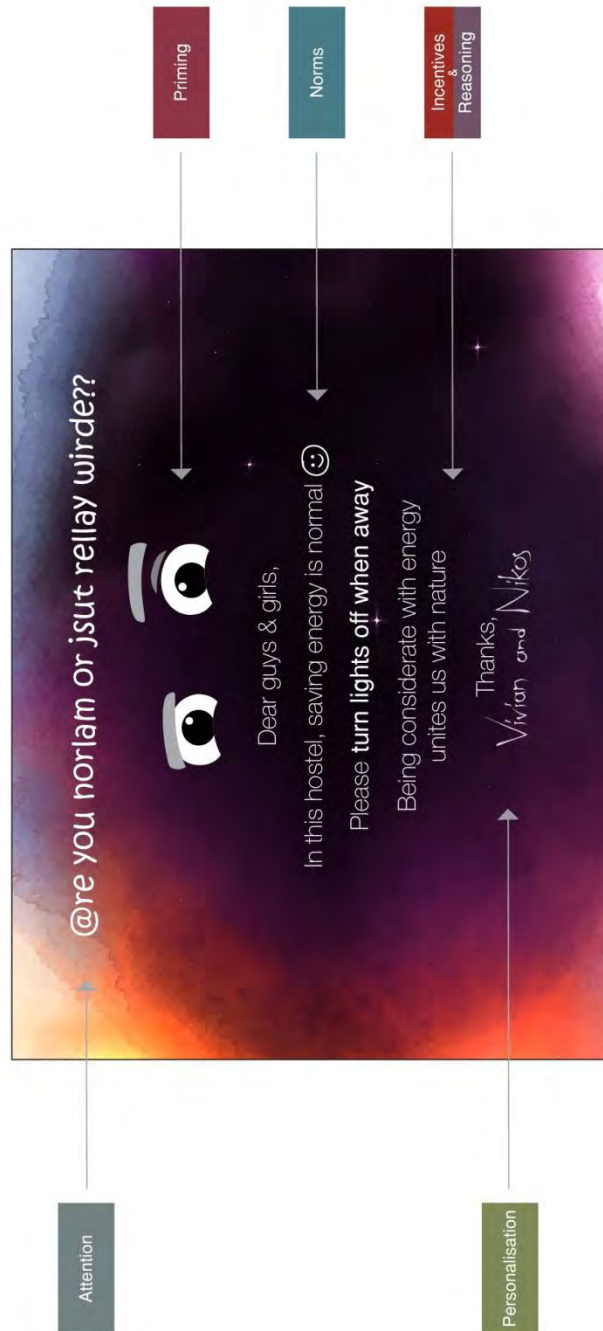 Attention
Priming
Norms
Incentives
&
Reasoning
Personalisation
@re you norlam or jsut rellay wirde??
Dear guys & girls,
In this hostel, saving energy is normal
Please turn lights off when away
Being considerate with energy
unites us with nature
Thanks,
Vivian and Nikos